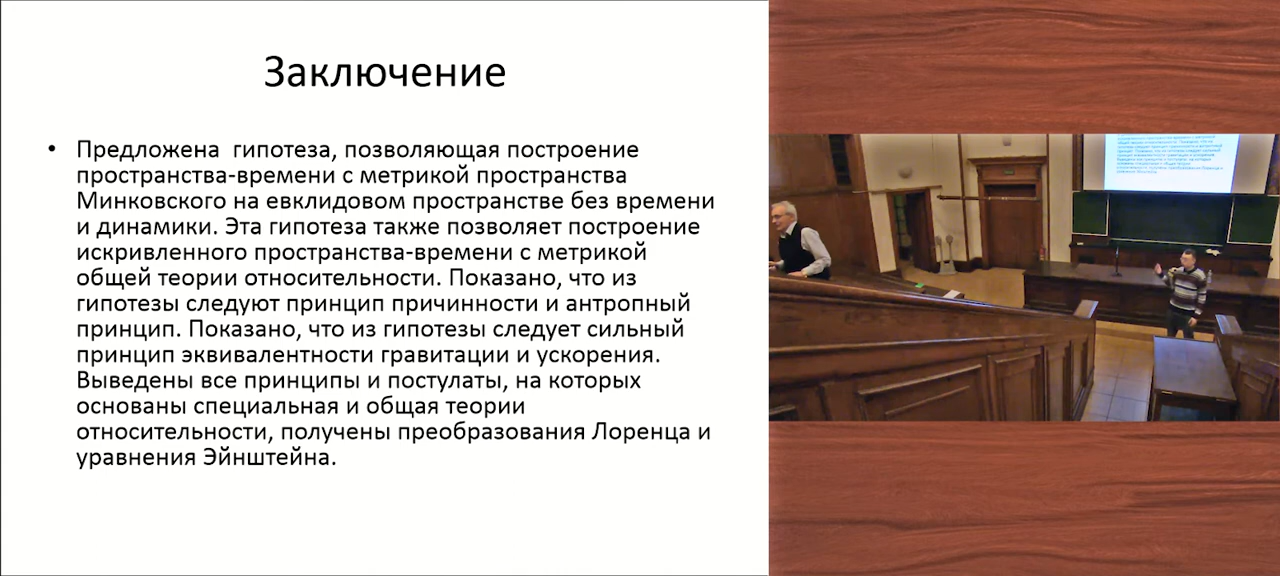 Заключение
• Предложена гипотеза, позволяющая построение
пространства-времени с метрикой пространства
Минковского на евклидовом пространстве без времени
и динамики. Эта гипотеза также позволяет построение
искривленного пространства-времени с метрикой
общей теории относительности. Показано, что из
гипотезы следуют принцип причинности и антропный
принцип. Показано, что из гипотезы следует сильный
принцип эквивалентности гравитации и ускорения.
Выведены все принципы и постулаты, на которых
основаны специальная и общая теории
относительности, получены преобразования Лоренца и
уравнения Эйнштейна.